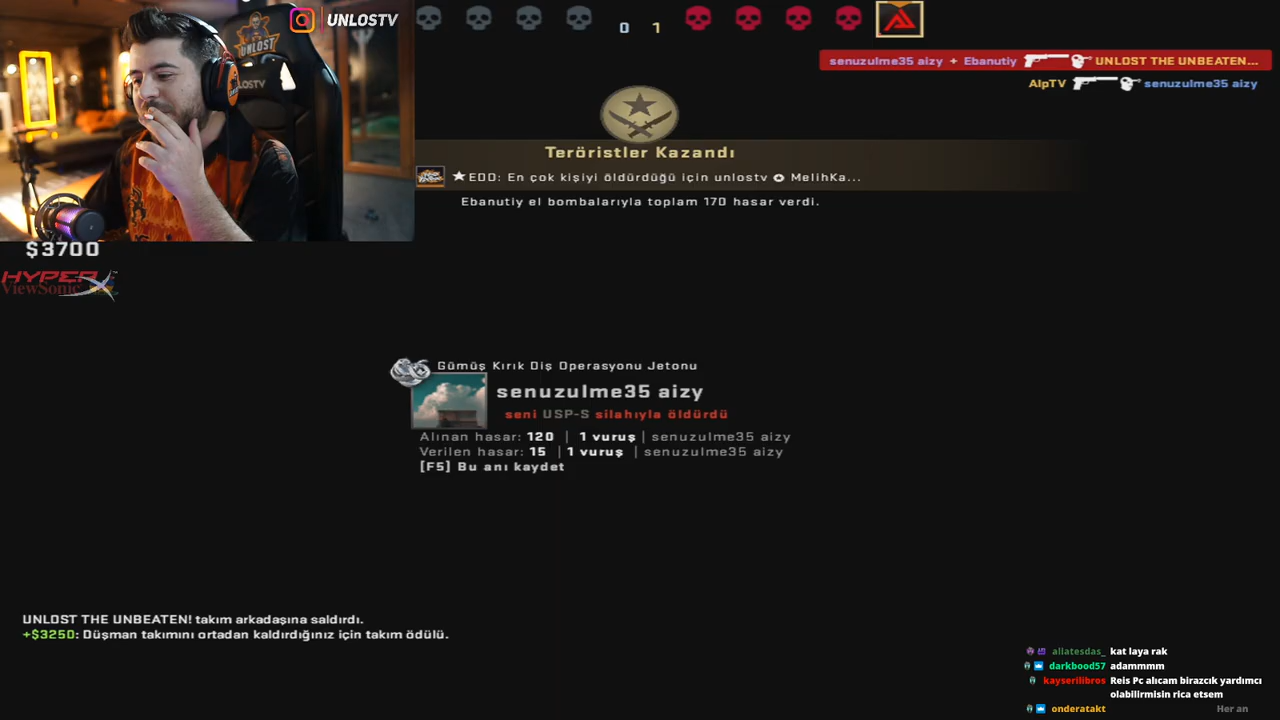 UNLOSTV
UNLOST
LOSTV
0 1
senuzulme35 aizy + Ebanutiy UNLOST THE UNBEATEN...
AlpTV senuzulme35 aizy
Teröristler Kazandı
★EDD: En çok kişiyi öldürdüğü için unlostv ✪ MelihKa...
Ebanutiy el bombalarıyla toplam 170 hasar verdi.
$3700
HYPERX
ViewSonic
Gümüş Kırık Diş Operasyonu Jetonu
senuzulme35 aizy
seni USP-S silahıyla öldürdü
Alınan hasar: 120 | 1 vuruş | senuzulme35 aizy
Verilen hasar: 15 | 1 vuruş | senuzulme35 aizy
[F5] Bu anı kaydet
UNLOST THE UNBEATEN! takım arkadaşına saldırdı.
+$3250: Düşman takımını ortadan kaldırdığınız için takım ödülü.
aliatesdas_ kat laya rak
darkbood57 adammmm
kayserilibros Reis Pc alıcam birazcık yardımcı
olabilirmisin rica etsem
onderatakt Her an